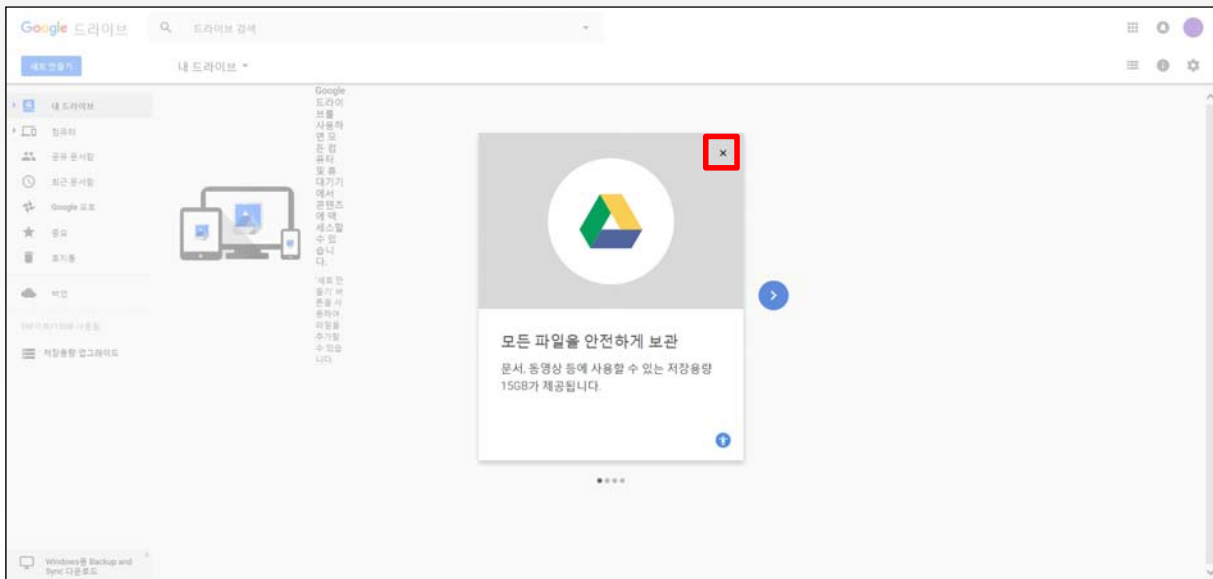 Google 드라이브
드라이브 검색
새로 만들기
내 드라이브
내 드라이브
컴퓨터
공유 문서함
최근 문서함
Google 포토
중요
휴지통
백업
저장용량 업그레이드
Windows용 Backup and
Sync 다운로드
Google
드라이
브를
사용하
면 모
든 컴
퓨터
및 휴
대기기
에서
콘텐츠
에 액
세스할
수 있
습니
다.
'새로 만
들기' 버
튼을 사
용하여
파일을
추가할
수 있습
니다.
모든 파일을 안전하게 보관
문서, 동영상 등에 사용할 수 있는 저장용량
15GB가 제공됩니다.